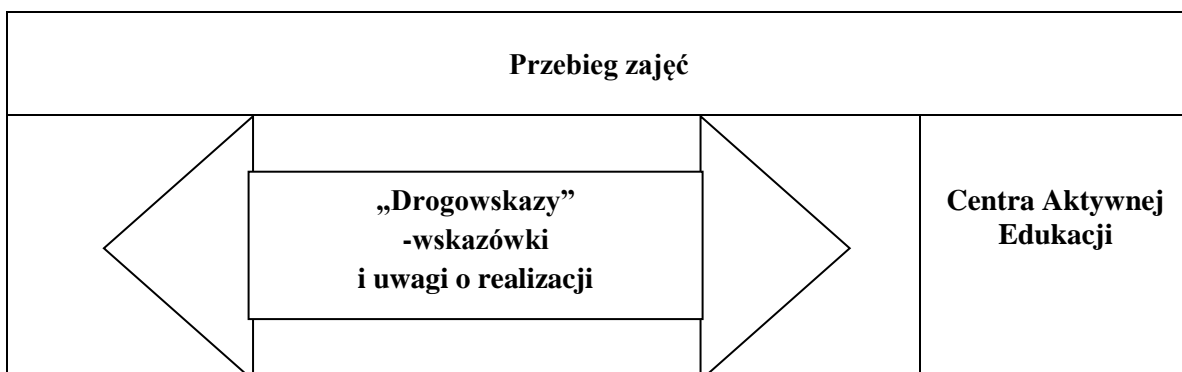 Przebieg zajęć
„Drogowskazy”
-wskazówki
i uwagi o realizacji
Centra Aktywnej
Edukacji